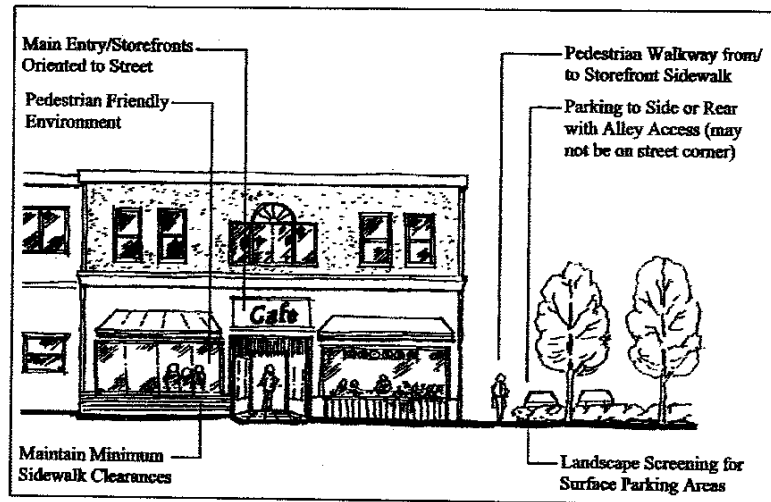 Main Entry/Storefronts
Oriented to Street
Pedestrian Friendly
Environment
Pedestrian Walkway from/
to Storefront Sidewalk
Parking to Side or Rear
with Alley Access (may
not be on street corner)
Cafe
Maintain Minimum
Sidewalk Clearances
Landscape Screening for
Surface Parking Areas